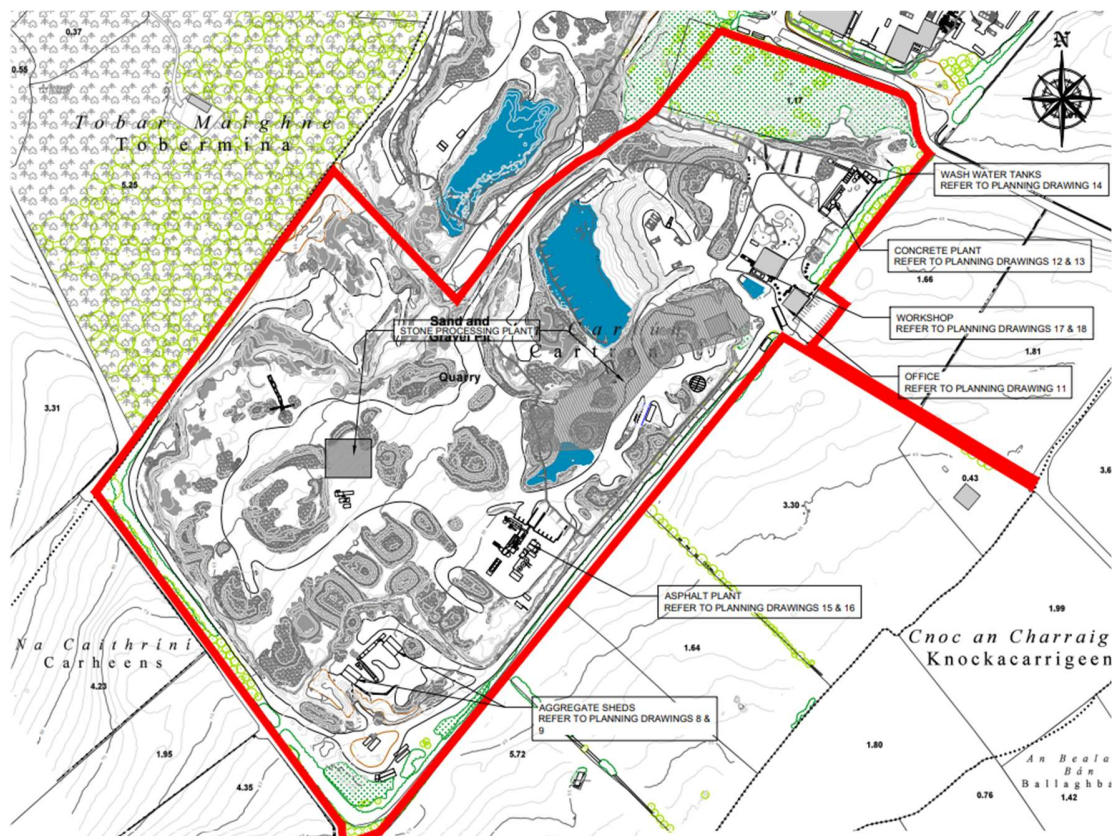 0.37
0.55
N
1.17
Tobar Maighne
Tobermina
5.25
WASH WATER TANKS
REFER TO PLANNING DRAWING 14
CONCRETE PLANT
REFER TO PLANNING DRAWINGS 12 & 13
1.66
WORKSHOP
REFER TO PLANNING DRAWINGS 17 & 18
Sand and
STONE PROCESSING PLANT
Gravel Pit
Cartron
1.81
Quarry
OFFICE
REFER TO PLANNING DRAWING 11
3.31
0.43
3.6
3.30
ASPHALT PLANT
REFER TO PLANNING DRAWINGS 15 & 16
1.99
Na Caithríní
Carheens
Cnoc an Charraig
Knockacarrigeen
1.64
4.23
AGGREGATE SHEDS
REFER TO PLANNING DRAWINGS 8 &
9
1.95
5.72
1.80
An Beala
Bán
Ballaghba
4.35
0.76
1.42